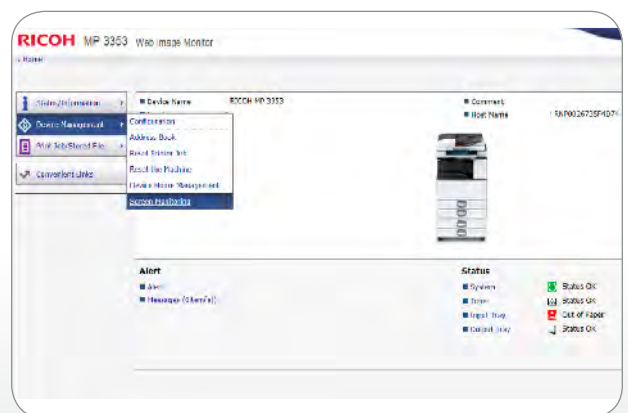 RICOH MP 3353 Web Image Monitor
Home
Status/Information
Device Name RICOH MP 3353
Comment
Host Name
Device Management
Configuration
Address Book
Print Job/Stored File
Reset Printer Job
Reset the Machine
Convenient Links
Device Home Management
Screen Monitoring
Alert
Status
Alert
System Status OK
Messages
Toner Status OK
Input Tray Out of Paper
Output Tray Status OK